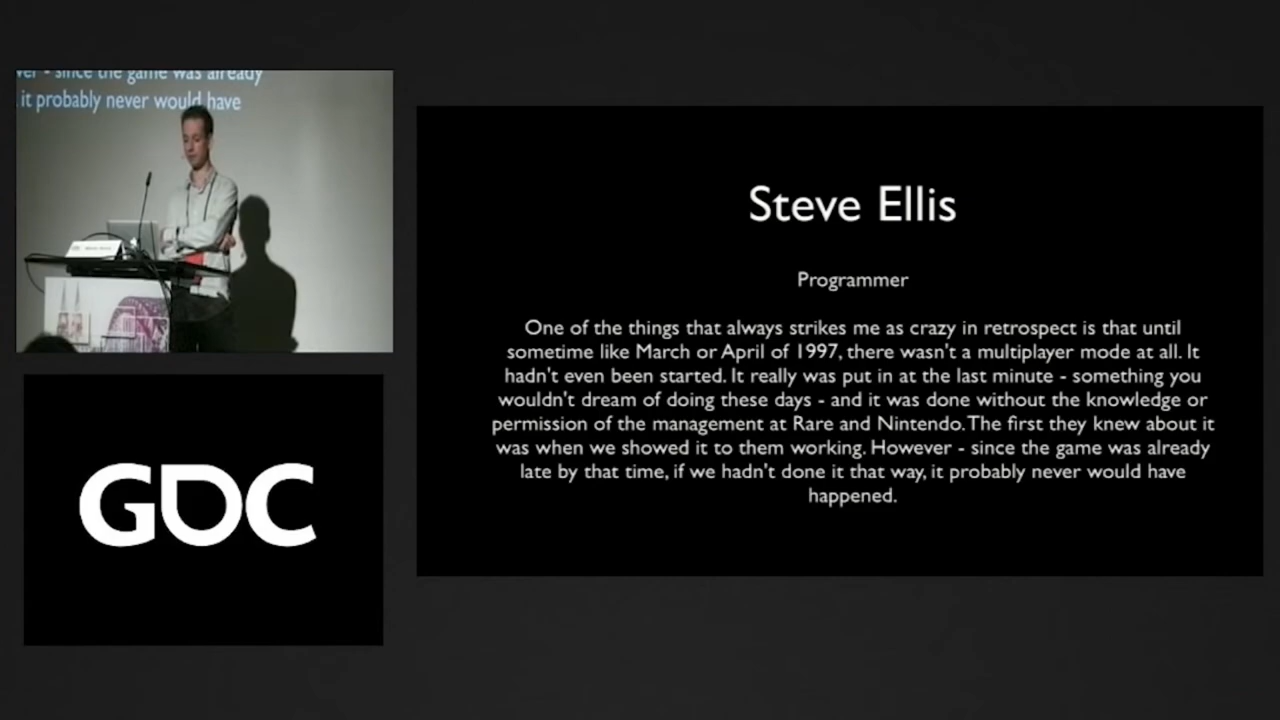 ver - since the game was already
it probably never would have
GDC
Steve Ellis
Programmer
One of the things that always strikes me as crazy in retrospect is that until
sometime like March or April of 1997, there wasn't a multiplayer mode at all. It
hadn't even been started. It really was put in at the last minute - something you
wouldn't dream of doing these days - and it was done without the knowledge or
permission of the management at Rare and Nintendo. The first they knew about it
was when we showed it to them working. However - since the game was already
late by that time, if we hadn't done it that way, it probably never would have
happened.